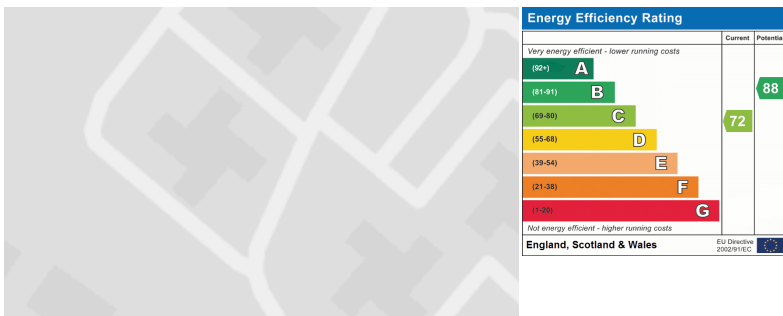 Energy Efficiency Rating
Current Potentia
Very energy efficient - lower running costs
(92+) A
(81-91) B
88
(69-80) C
72
(55-68) D
(39-54) E
(21-38) F
(1-20) G
Not energy efficient - higher running costs
England, Scotland & Wales
EU Directive
2002/91/EC